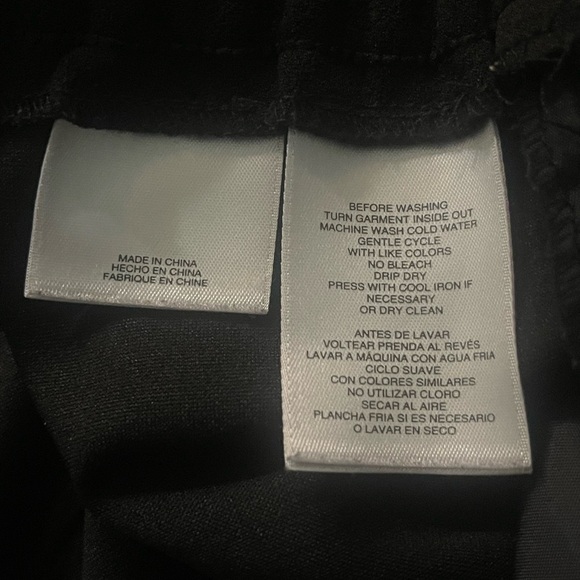 MADE IN CHINA
HECHO EN CHINA
FABRIQUE EN CHINE
BEFORE WASHING
TURN GARMENT INSIDE OUT
MACHINE WASH COLD WATER
GENTLE CYCLE
WITH LIKE COLORS
NO BLEACH
DRIP DRY
PRESS WITH COOL IRON IF
NECESSARY
OR DRY CLEAN
ANTES DE LAVAR
VOLTEAR PRENDA AL REVÉS
LAVAR A MÁQUINA CON AGUA FRIA
CICLO SUAVE
CON COLORES SIMILARES
NO UTILIZAR CLORO
SECAR AL AIRE
PLANCHA FRIA SI ES NECESARIO
O LAVAR EN SECO